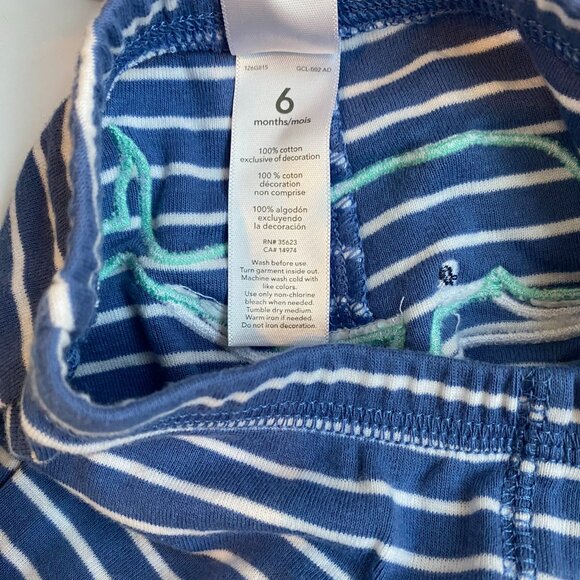 126G815 GCL-502 AD
6
months/mois
100% cotton
exclusive of decoration
100 % coton
décoration
non comprise
100% algodón
excluyendo
la decoración
RN# 35623
CA# 14974
Wash before use.
Turn garment inside out.
Machine wash cold with
like colors.
Use only non-chlorine
bleach when needed.
Tumble dry medium.
Warm iron if needed.
Do not iron decoration.